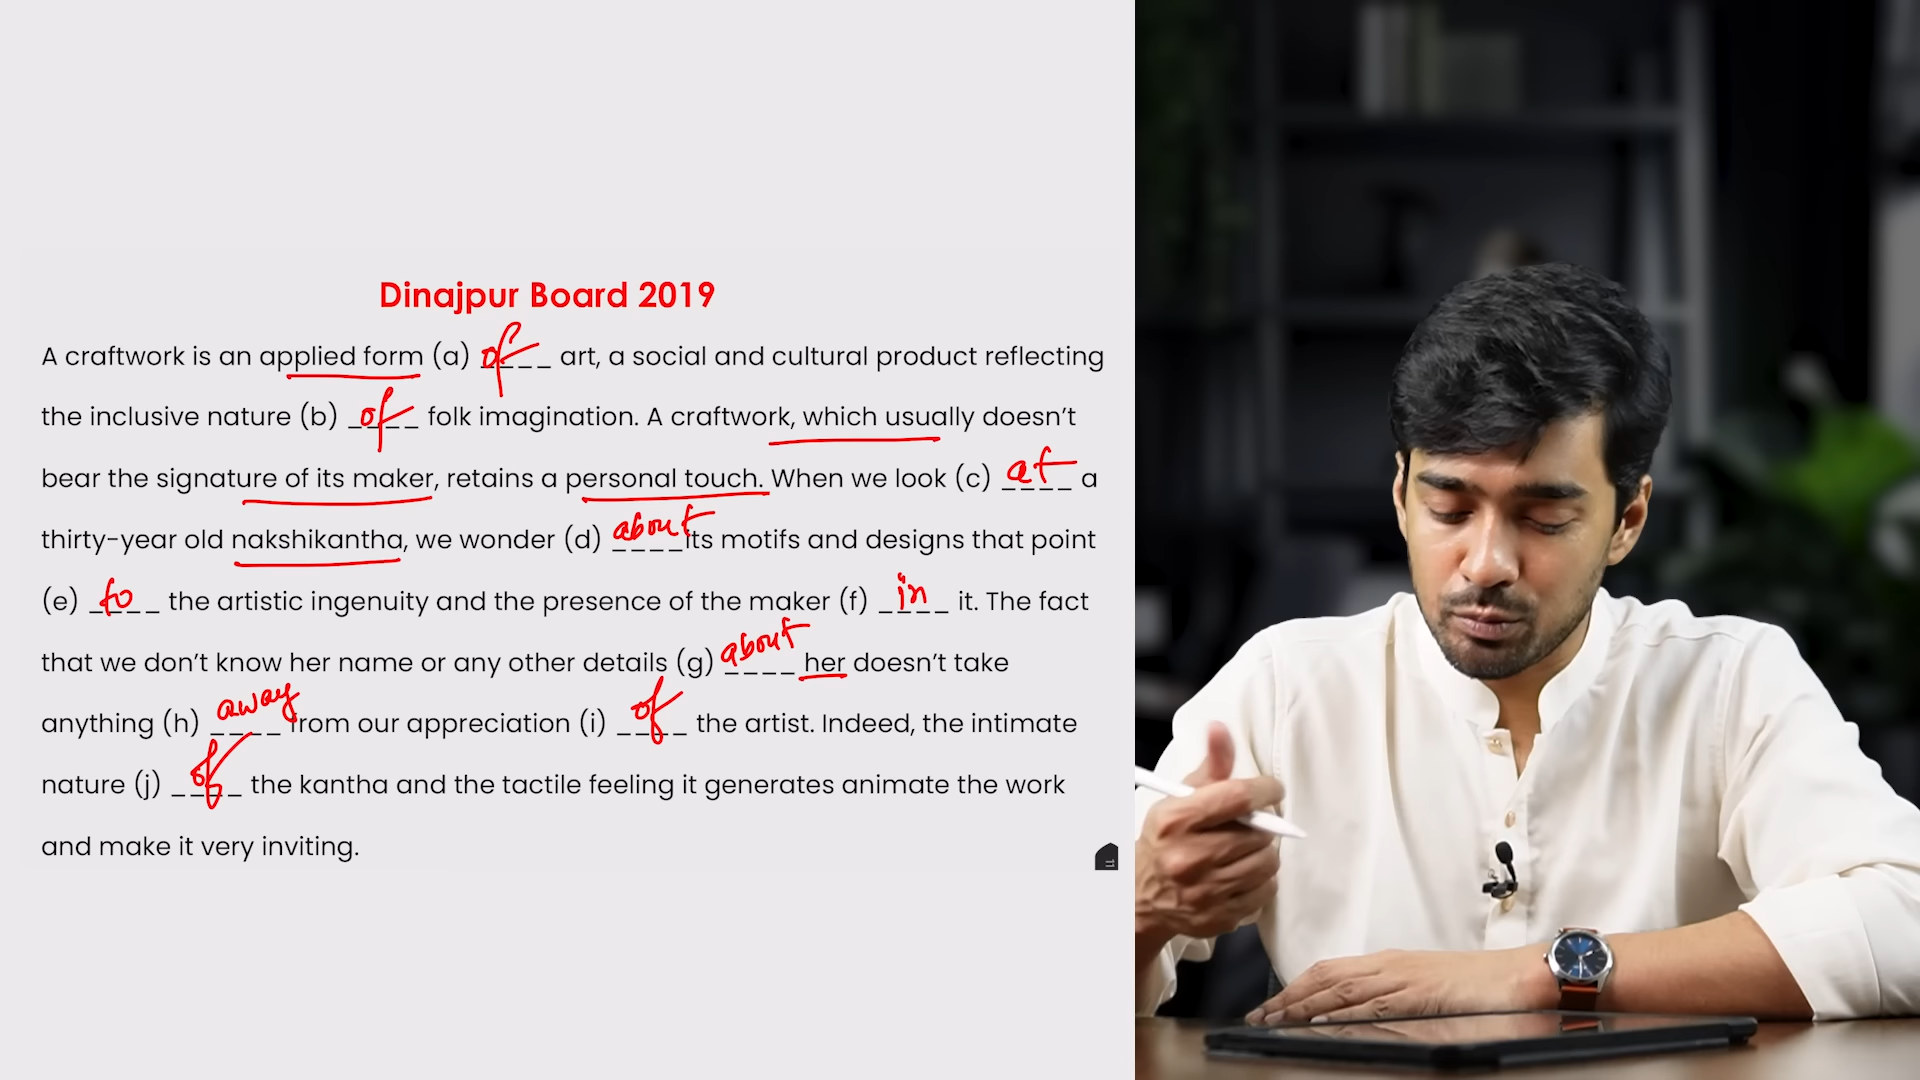 Dinajpur Board 2019
A craftwork is an applied form (a) of art, a social and cultural product reflecting
the inclusive nature (b) of folk imagination. A craftwork, which usually doesn't
bear the signature of its maker, retains a personal touch. When we look (c) at a
thirty-year old nakshikantha, we wonder (d) about its motifs and designs that point
(e) to the artistic ingenuity and the presence of the maker (f) in it. The fact
that we don't know her name or any other details (g) about her doesn't take
anything (h) away from our appreciation (i) of the artist. Indeed, the intimate
nature (j) of the kantha and the tactile feeling it generates animate the work
and make it very inviting.
11